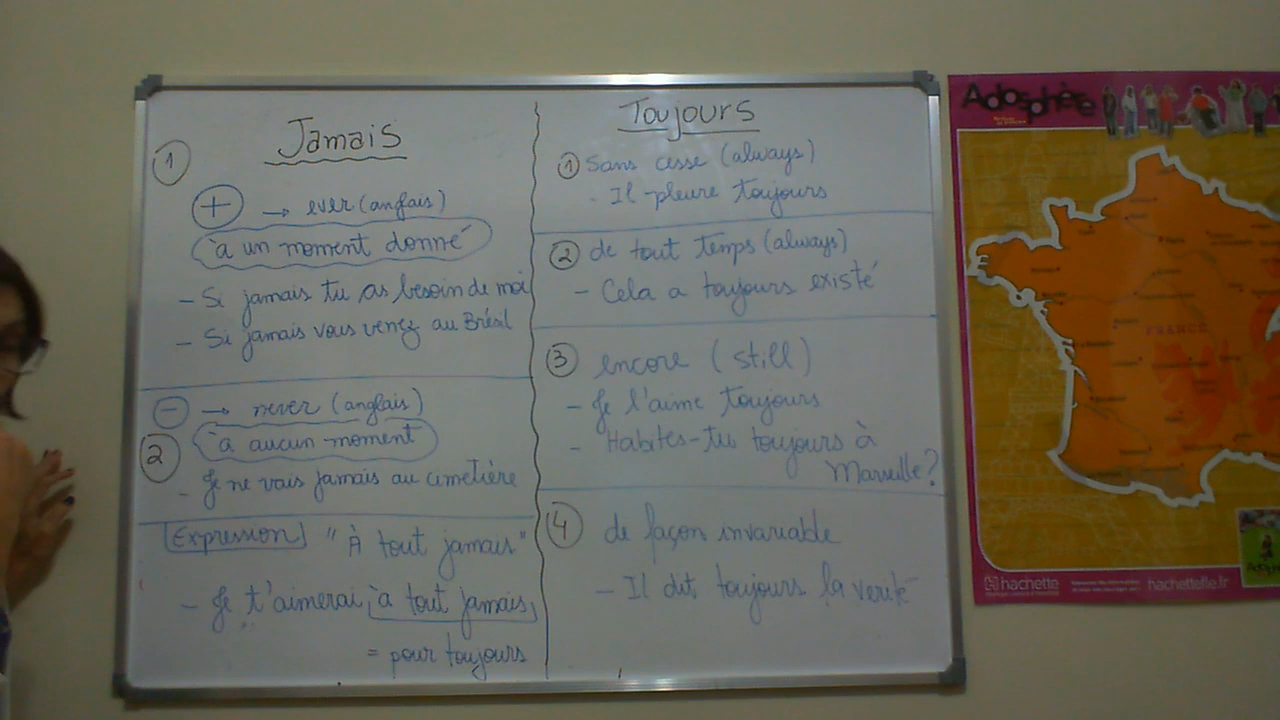 Jamais
1
+ → ever (anglais)
à un moment donné
- Si jamais tu as besoin de moi
- Si jamais vous venez au Brésil
- → never (anglais)
2
à aucun moment
- Je ne vais jamais au cimetière
Expression "À tout jamais"
- Je t'aimerai à tout jamais
= pour toujours
Toujours
1 Sans cesse (always)
- Il pleure toujours
2 de tout temps (always)
- Cela a toujours existé
3 encore (still)
- Je l'aime toujours
- Habites-tu toujours à
Marseille?
4 de façon invariable
- Il dit toujours la verité
Adosphère
FRANCE
hachette
hachettefle.fr